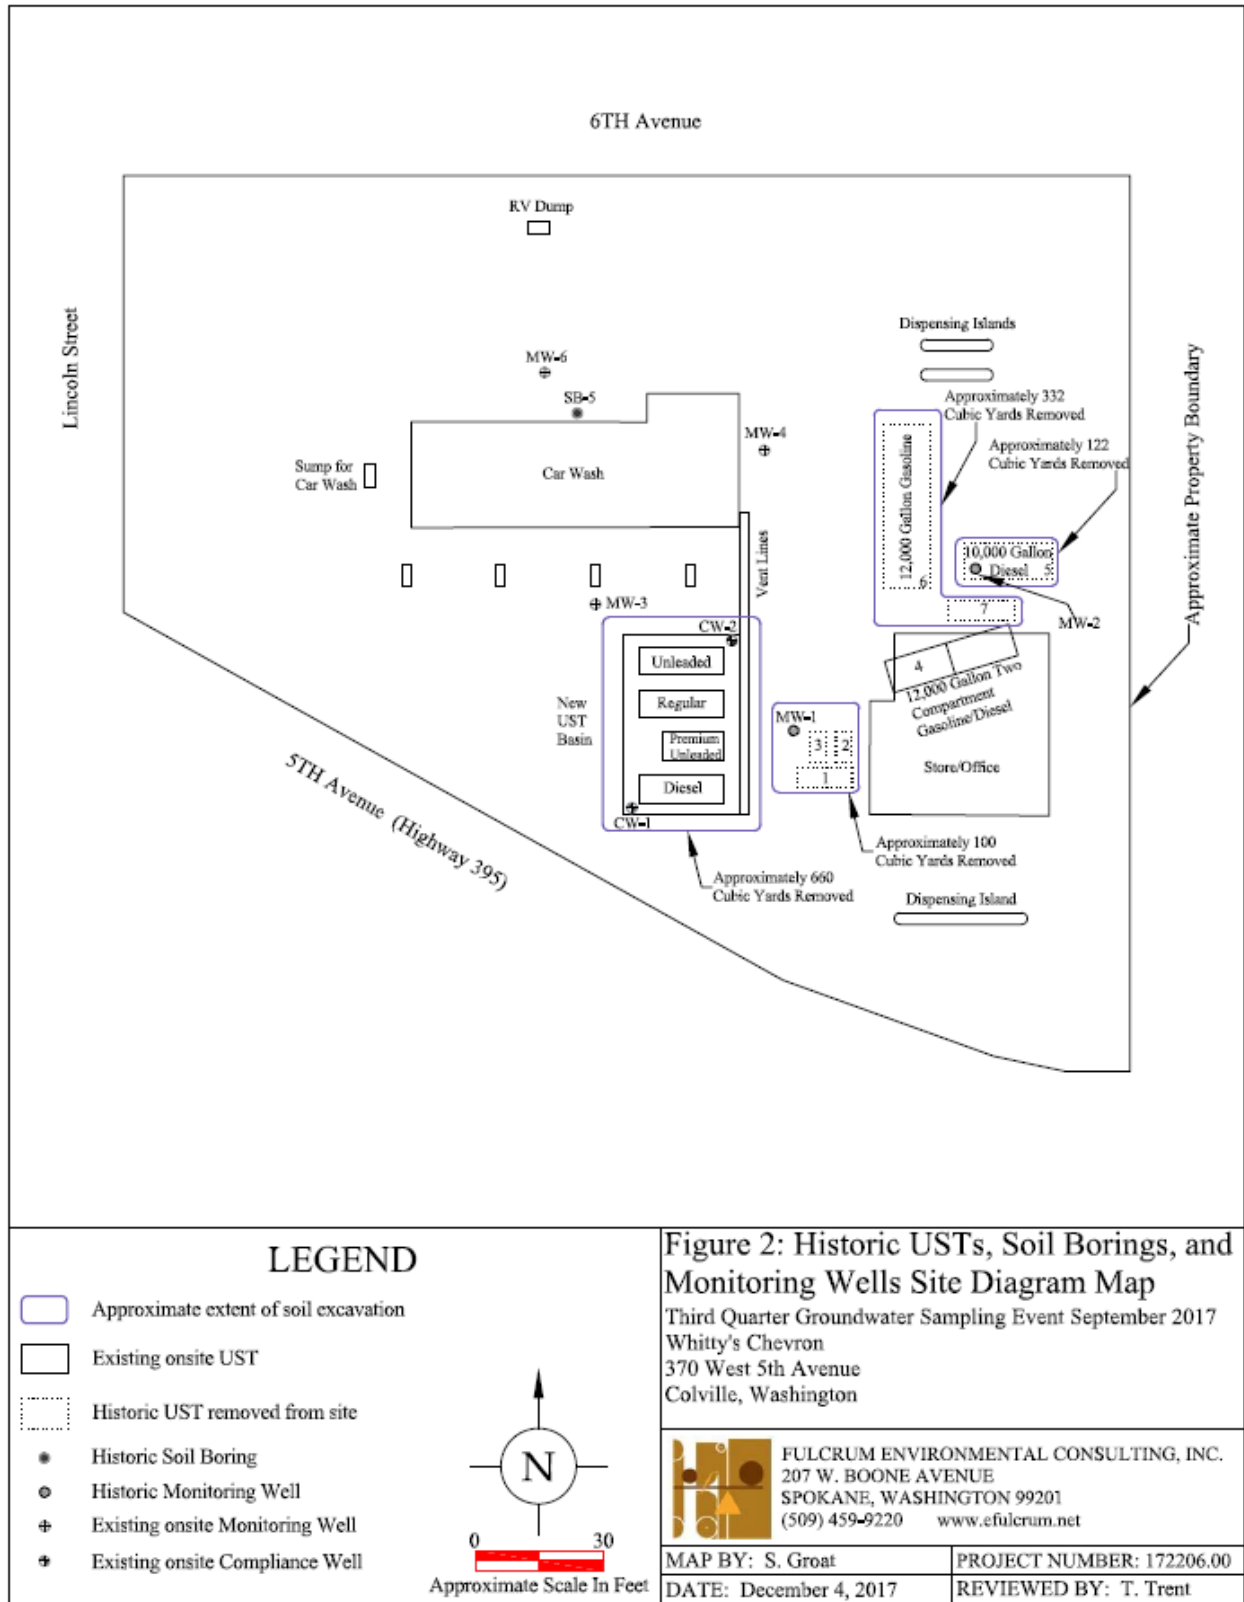 6TH Avenue
RV Dump
Lincoln Street
Dispensing Islands
MW-6
SB-5
Approximately 332
Cubic Yards Removed
MW-4
Approximately 122
Cubic Yards Removed
Approximate Property Boundary
Sump for
Car Wash
Car Wash
12,000 Gallon Gasoline
6
Vent Lines
10,000 Gallon
Diesel
5
MW-3
7
MW-2
CW-2
Unleaded
4
12,000 Gallon Two
Compartment
Gasoline/Diesel
New
UST
Basin
Regular
MW-1
Premium
Unleaded
3
2
1
Store/Office
Diesel
CW-1
5TH Avenue (Highway 395)
Approximately 100
Cubic Yards Removed
Approximately 660
Cubic Yards Removed
Dispensing Island
LEGEND
Approximate extent of soil excavation
Existing onsite UST
Historic UST removed from site
Historic Soil Boring
Historic Monitoring Well
Existing onsite Monitoring Well
Existing onsite Compliance Well
N
0
30
Approximate Scale In Feet
Figure 2: Historic USTs, Soil Borings, and
Monitoring Wells Site Diagram Map
Third Quarter Groundwater Sampling Event September 2017
Whitty's Chevron
370 West 5th Avenue
Colville, Washington
FULCRUM ENVIRONMENTAL CONSULTING, INC.
207 W. BOONE AVENUE
SPOKANE, WASHINGTON 99201
(509) 459-9220 www.efulcrum.net
MAP BY: S. Groat
PROJECT NUMBER: 172206.00
DATE: December 4, 2017
REVIEWED BY: T. Trent